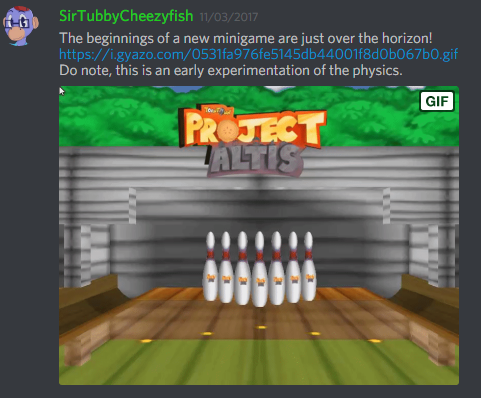 SirTubbyCheezyfish 11/03/2017
The beginnings of a new minigame are just over the horizon!
https://i.gyazo.com/0531fa976fe5145db44001f8d0b067b0.gif
Do note, this is an early experimentation of the physics.
GIF
PROJECT
ALTIS